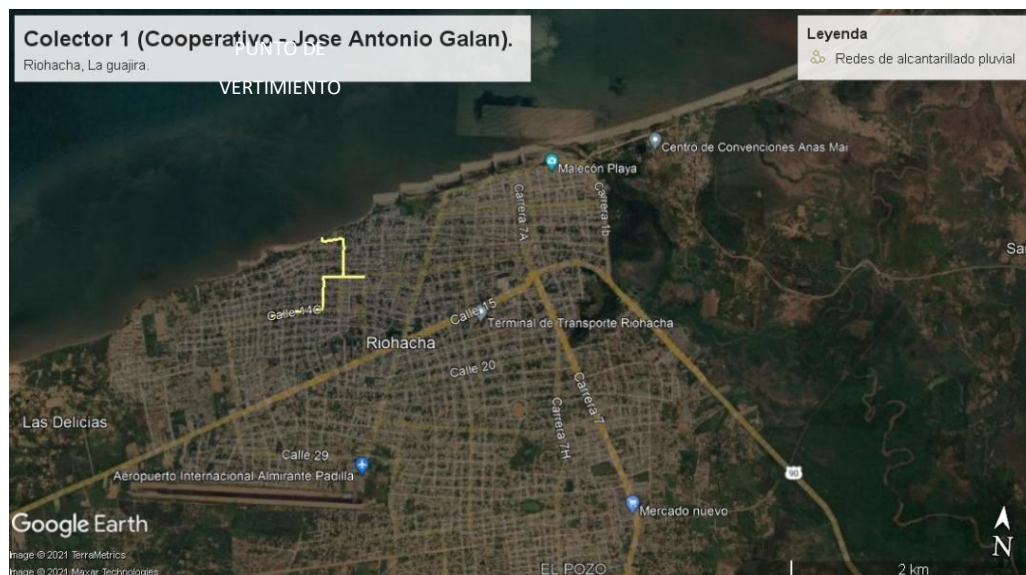 Colector 1 (Cooperativo - Jose Antonio Galan).
Riohacha, La guajira.
PUNTO DE
VERTIMIENTO
Leyenda
Redes de alcantarillado pluvial
Centro de Convenciones Anas Mai
Malecón Playa
Carrera 7A
Carrera 1b
Calle 14C
Calle 15
Terminal de Transporte Riohacha
Riohacha
Calle 20
Carrera 7
Carrera 7H
Las Delicias
Calle 29
Aeropuerto Internacional Almirante Padilla
90
Mercado nuevo
Google Earth
N
Image © 2021 TerraMetrics
Image © 2021 Maxar Technologies
EL POZO
2 km